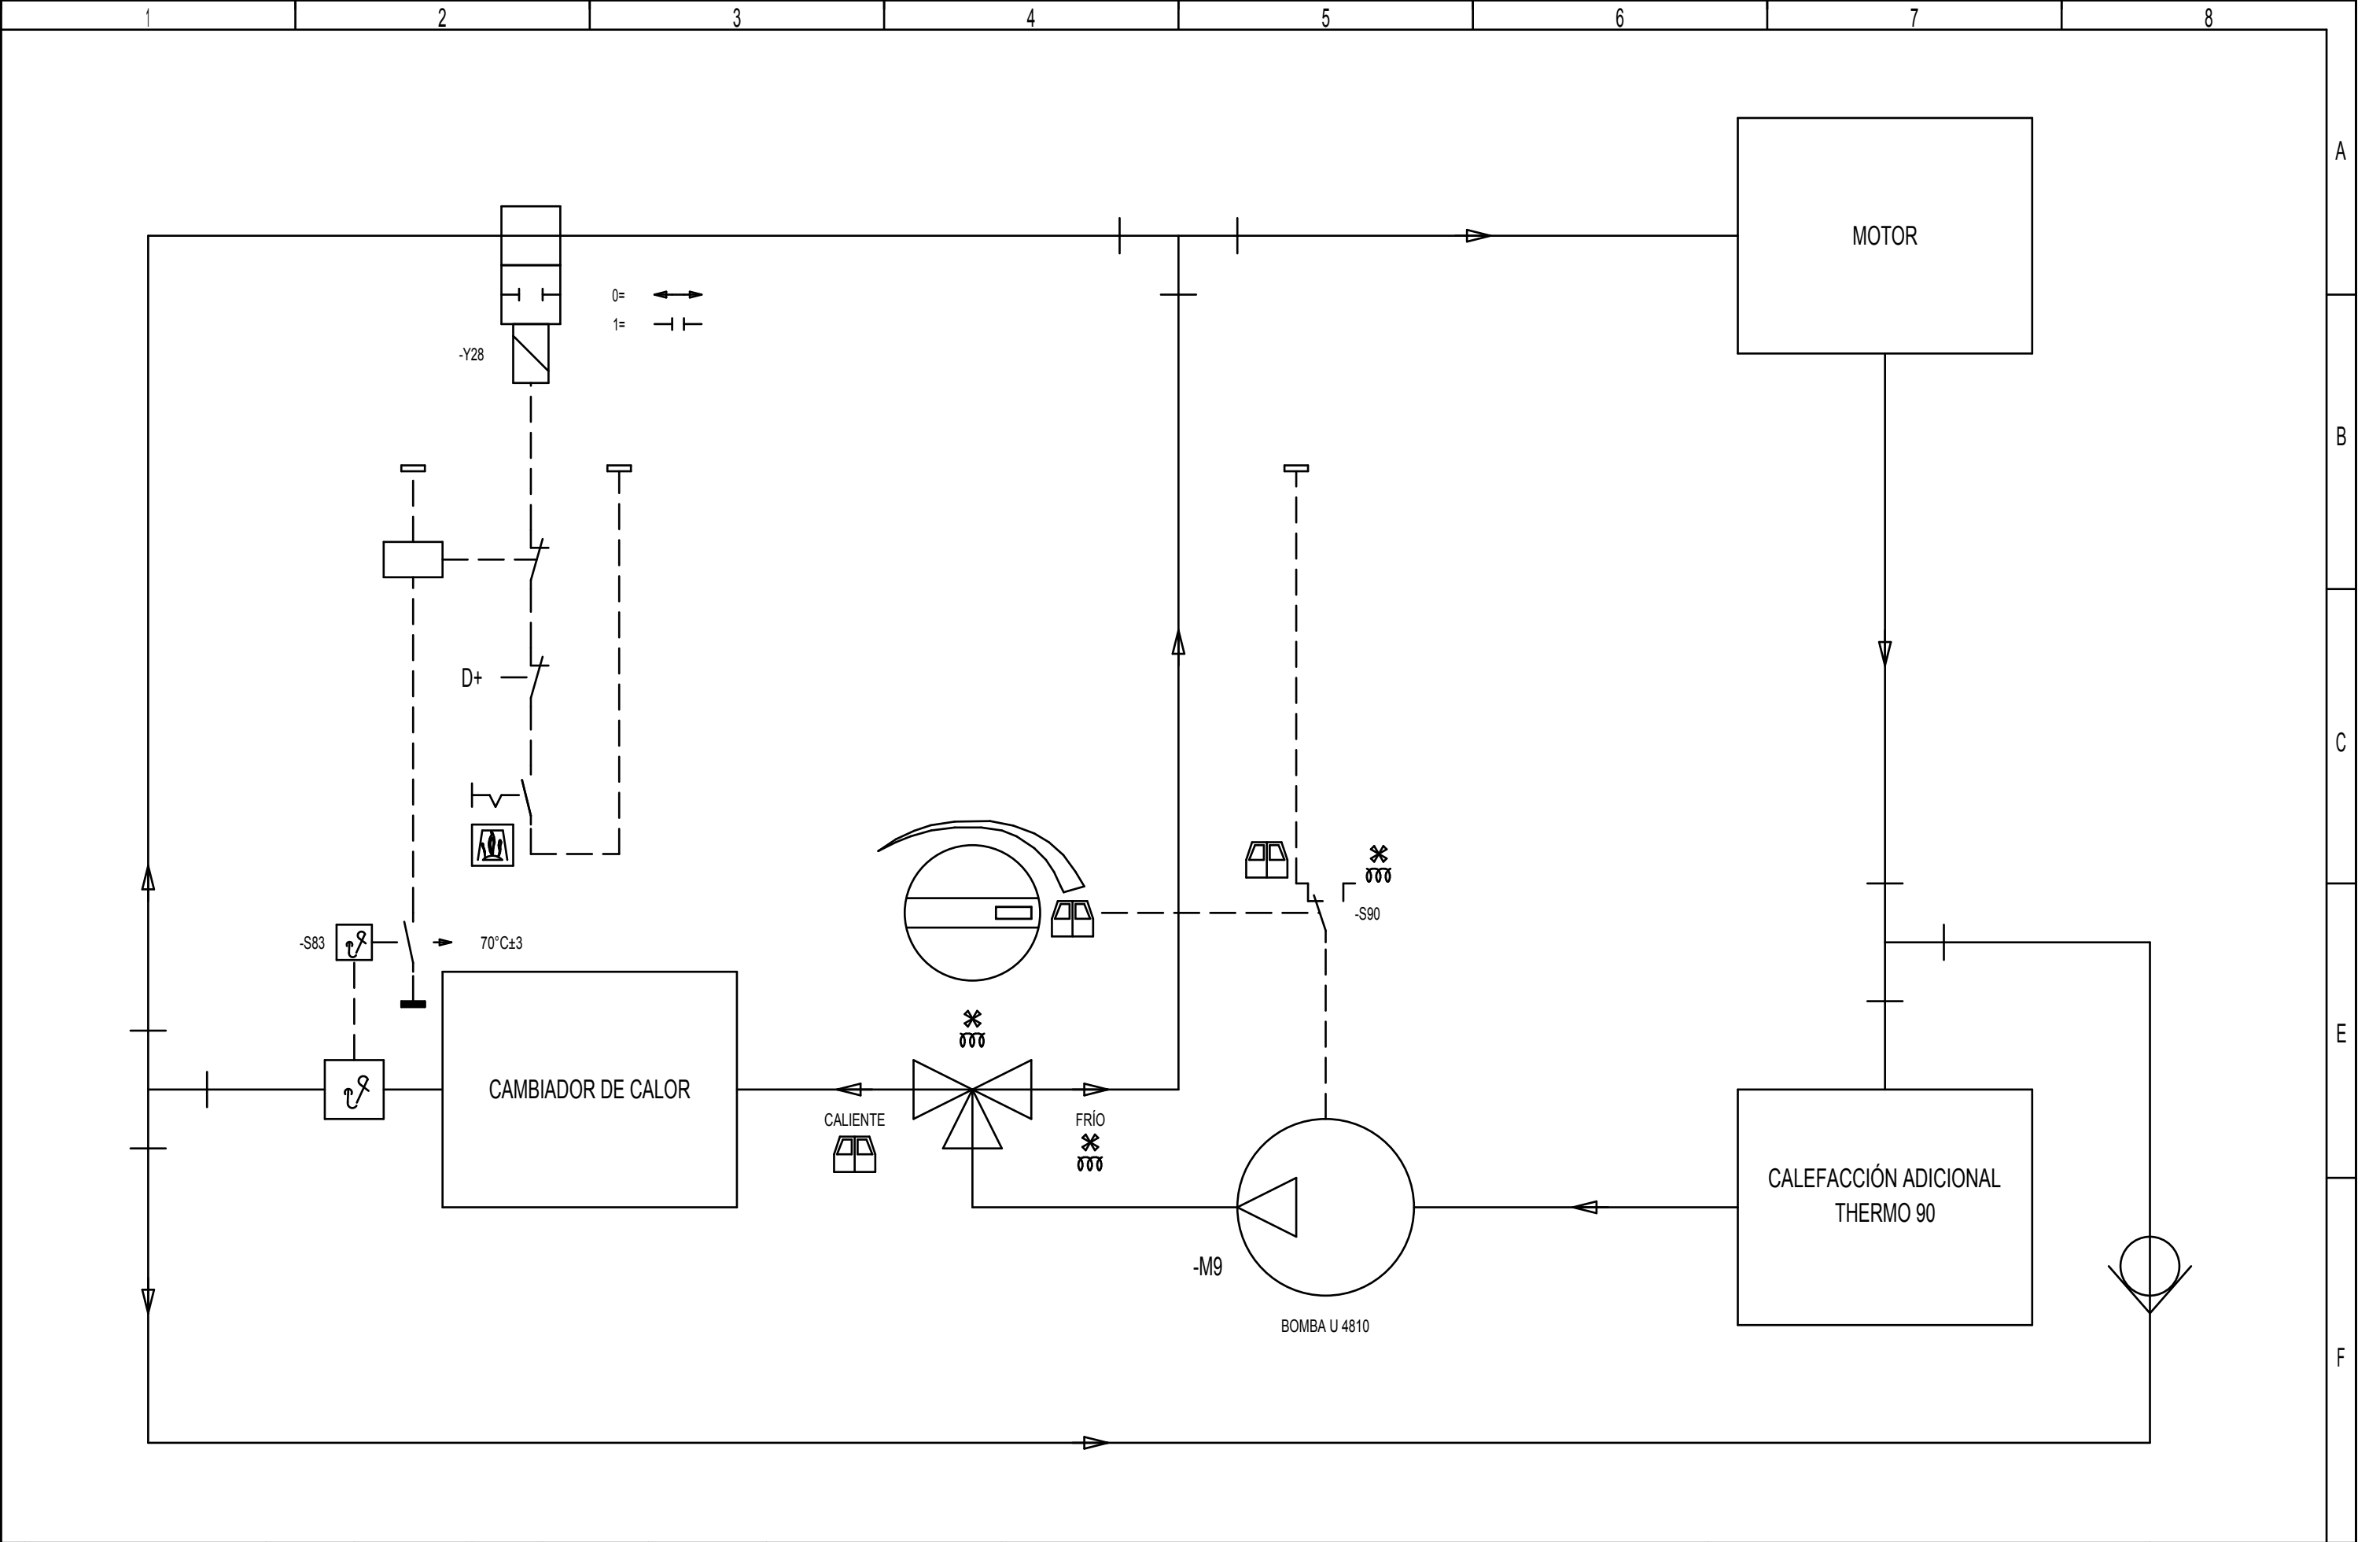 1 2 3 4 5 6 7 8
A
MOTOR
0=
1=
-Y28
B
D+
C
-S90
-S83
70°C±3
E
CAMBIADOR DE CALOR
CALIENTE
FRÍO
CALEFACCIÓN ADICIONAL
THERMO 90
-M9
BOMBA U 4810
F